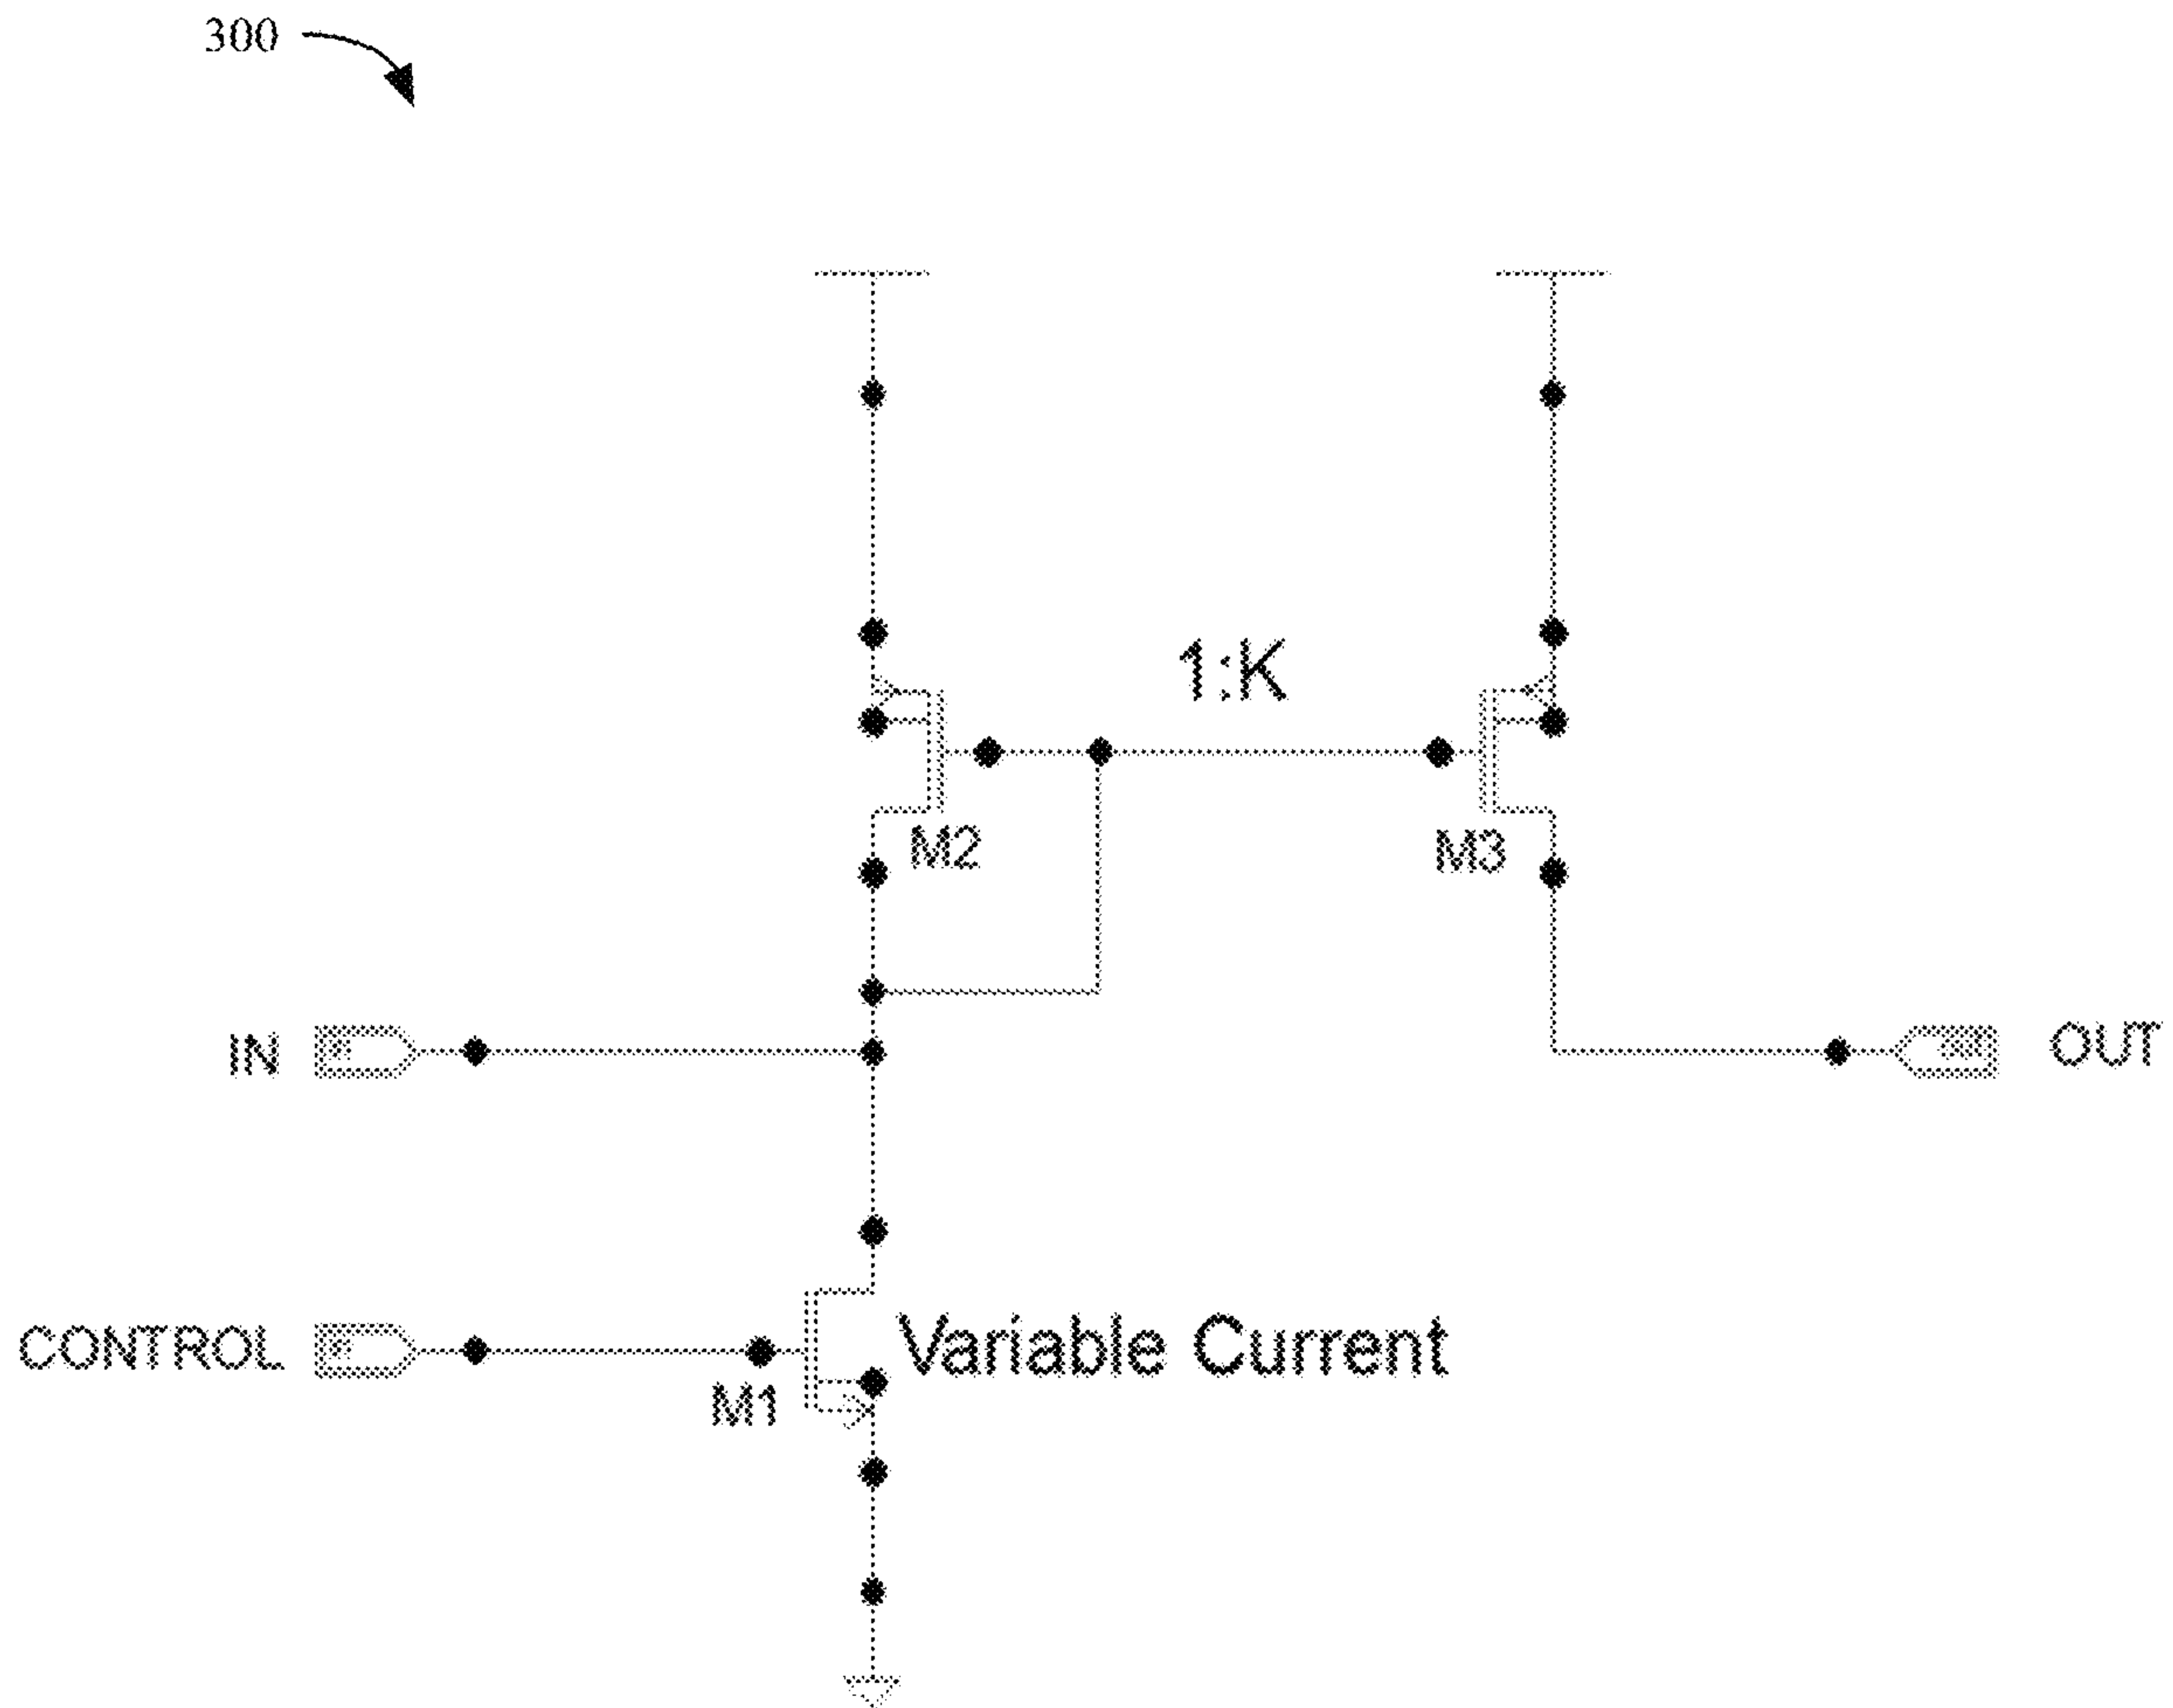 300
1:K
M2
M3
IN
OUT
CONTROL
Variable Current
M1